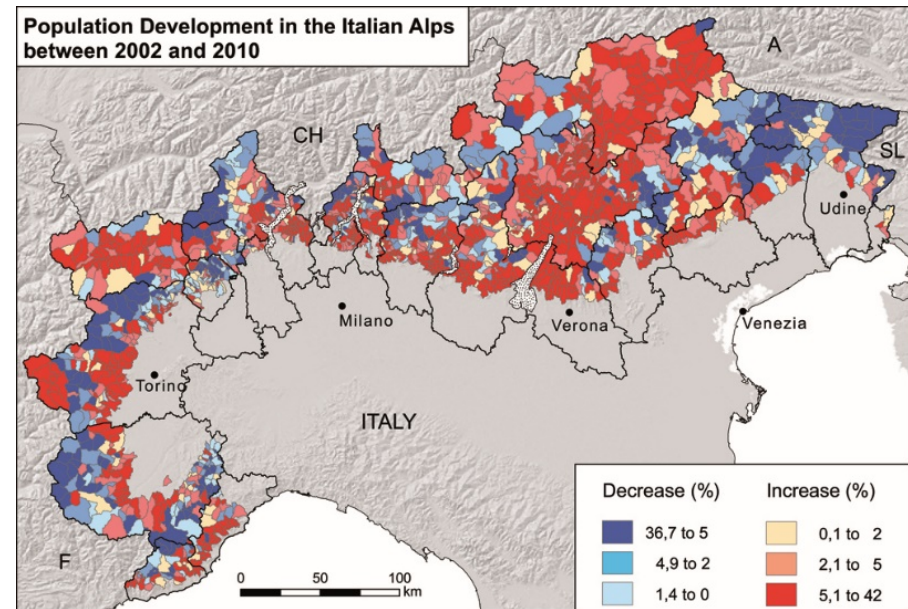 Population Development in the Italian Alps
between 2002 and 2010
A
CH
SL
Udine
Milano
Verona
Venezia
Torino
ITALY
F
0 50 100
km
Decrease (%) Increase (%)
36,7 to 5 0,1 to 2
4,9 to 2 2,1 to 5
1,4 to 0 5,1 to 42